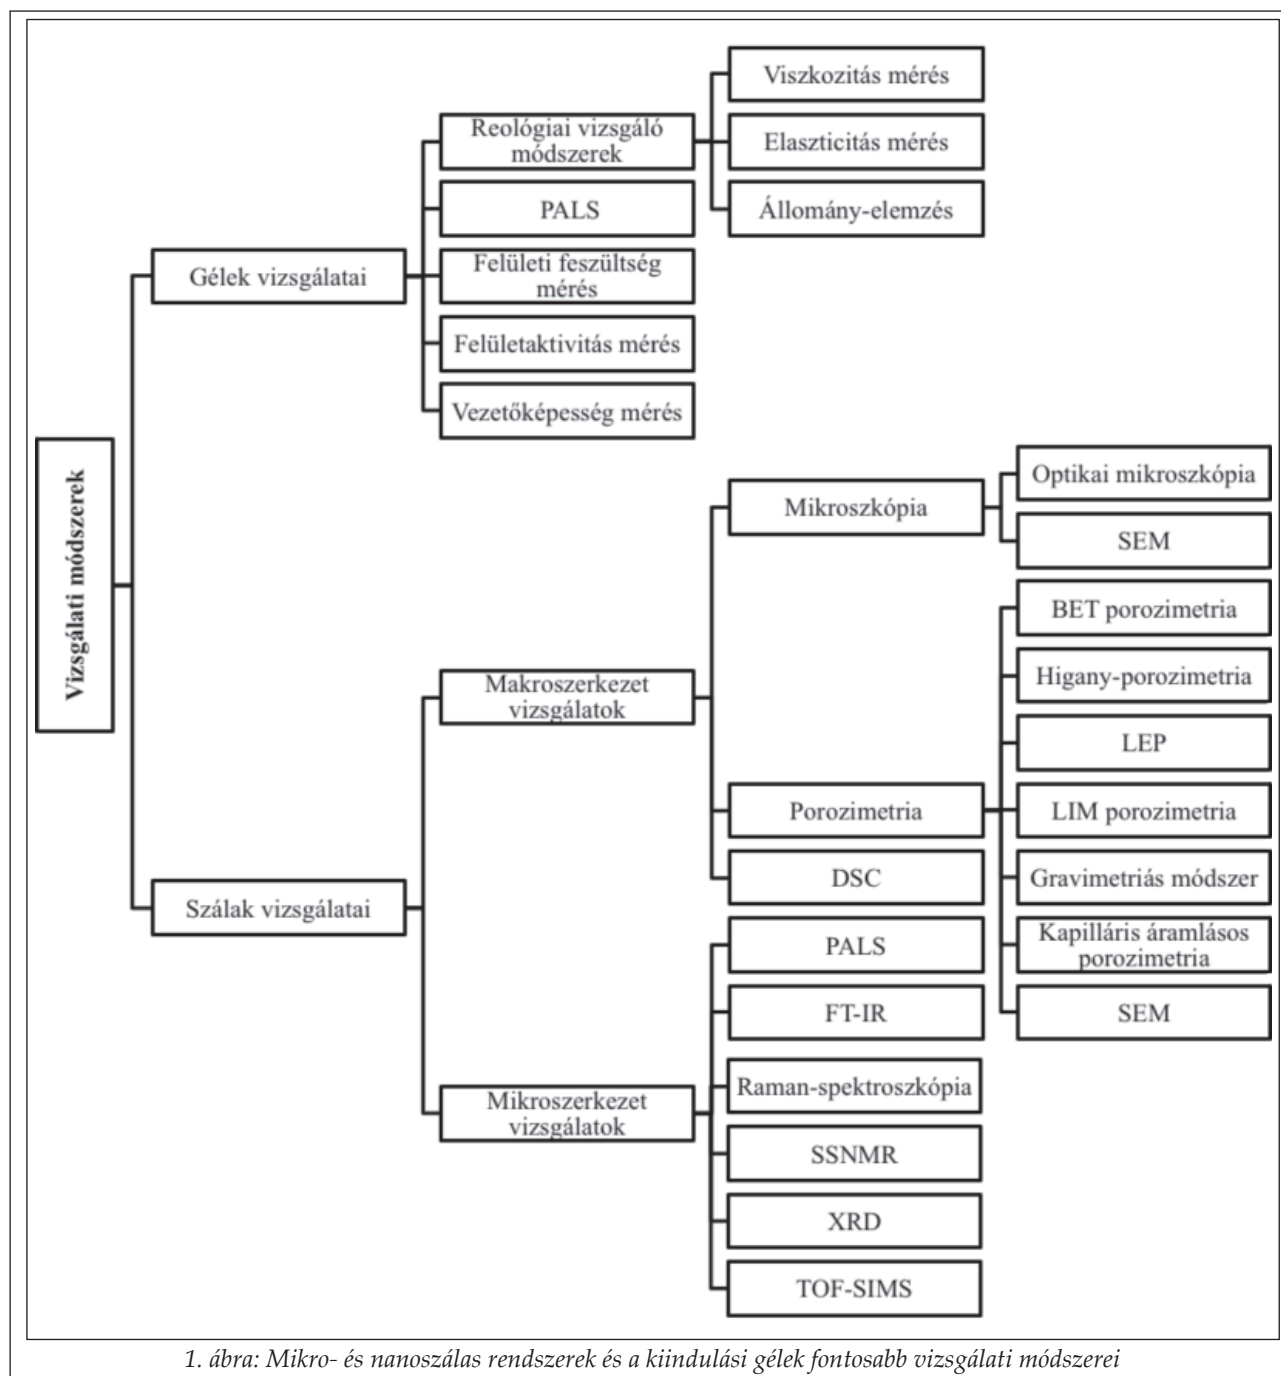 Vizsgálati módszerek
Gélek vizsgálatai
Reológiai vizsgáló
módszerek
Viszkozitás mérés
Elaszticitás mérés
Állomány-elemzés
PALS
Felületi feszültség
mérés
Felületaktivitás mérés
Vezetőképesség mérés
Szálak vizsgálatai
Makroszerkezet
vizsgálatok
Mikroszkópia
Optikai mikroszkópia
SEM
Porozimetria
BET porozimetria
Higany-porozimetria
LEP
LIM porozimetria
Gravimetriás módszer
Kapilláris áramlásos
porozimetria
SEM
DSC
Mikroszerkezet
vizsgálatok
PALS
FT-IR
Raman-spektroszkópia
SSNMR
XRD
TOF-SIMS
1. ábra: Mikro- és nanoszálas rendszerek és a kiindulási gélek fontosabb vizsgálati módszerei